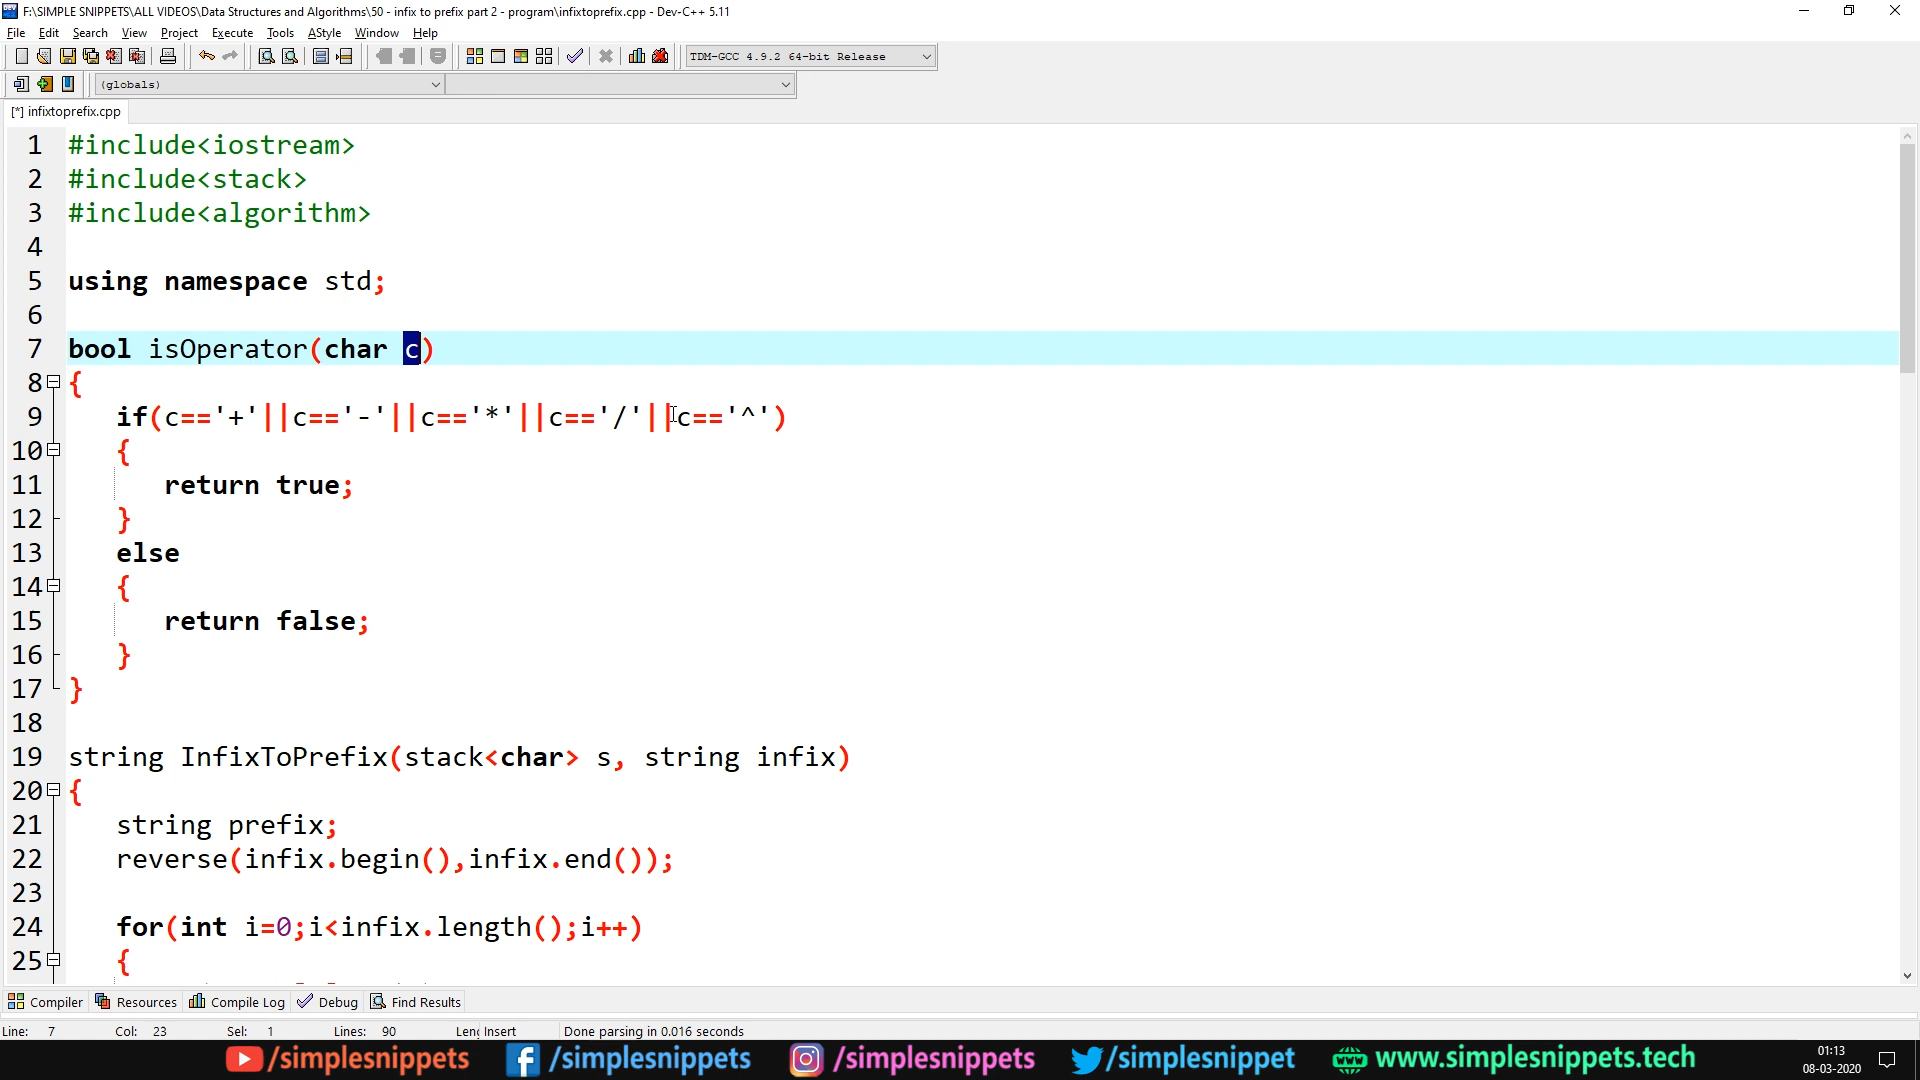 F:\SIMPLE SNIPPETS\ALL VIDEOS\Data Structures and Algorithms\50 - infix to prefix part 2 - program\infixtoprefix.cpp - Dev-C++ 5.11
File Edit Search View Project Execute Tools AStyle Window Help
TDM-GCC 4.9.2 64-bit Release
(globals)
[*] infixtoprefix.cpp
1 #include<iostream>
2 #include<stack>
3 #include<algorithm>
4
5 using namespace std;
6
7 bool isOperator(char c)
8 {
9 if(c=='+'||c=='-'||c=='*'||c=='/'||c=='^')
10 {
11 return true;
12 }
13 else
14 {
15 return false;
16 }
17 }
18
19 string InfixToPrefix(stack<char> s, string infix)
20 {
21 string prefix;
22 reverse(infix.begin(),infix.end());
23
24 for(int i=0;i<infix.length();i++)
25 {
Compiler Resources Compile Log Debug Find Results
Line: 7 Col: 23 Sel: 1 Lines: 90 Insert Done parsing in 0.016 seconds
/simplesnippets /simplesnippets /simplesnippets /simplesnippet www.simplesnippets.tech
01:13
08-03-2020